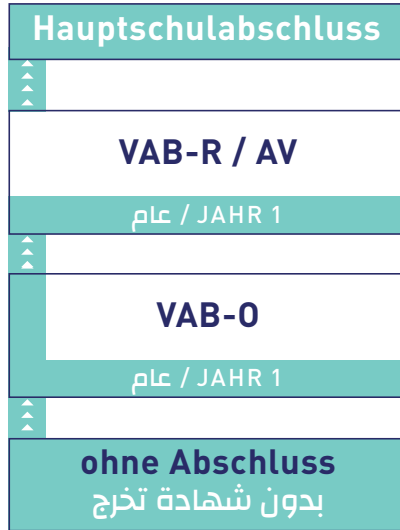 Hauptschulabschluss
VAB-R / AV
عام / JAHR 1
VAB-O
عام / JAHR 1
ohne Abschluss
بدون شهادة تخرج